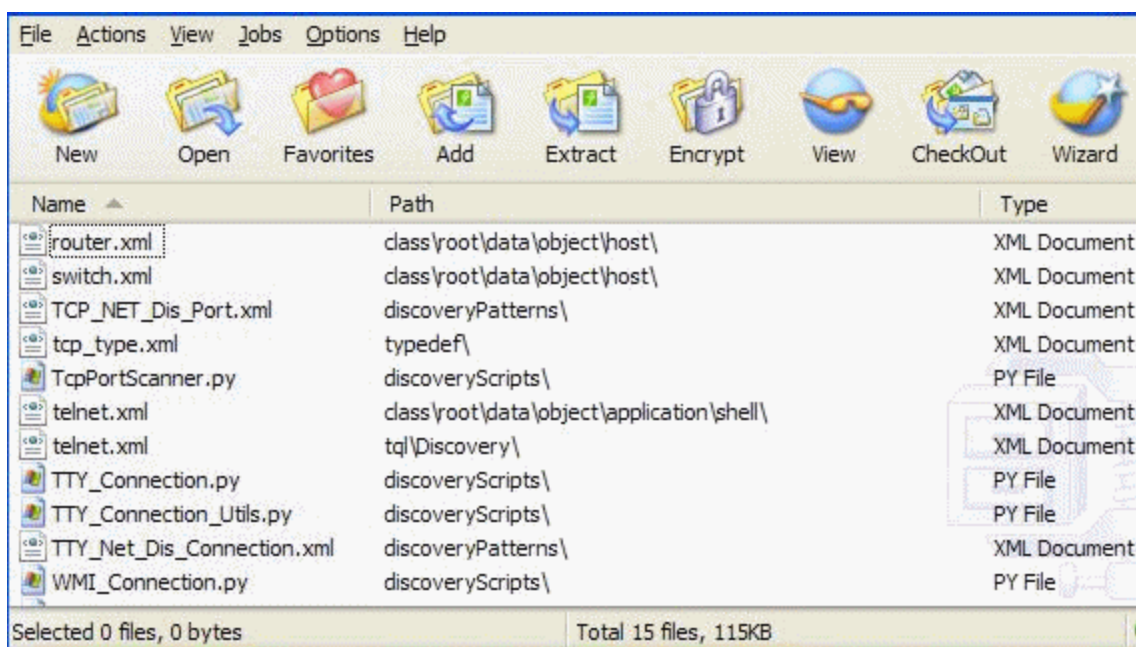 File Actions View Jobs Options Help
New Open Favorites Add Extract Encrypt View CheckOut Wizard
Name Path Type
router.xml class\root\data\object\host\ XML Document
switch.xml class\root\data\object\host\ XML Document
TCP_NET_Dis_Port.xml discoveryPatterns\ XML Document
tcp_type.xml typedef\ XML Document
TcpPortScanner.py discoveryScripts\ PY File
telnet.xml class\root\data\object\application\shell\ XML Document
telnet.xml tql\Discovery\ XML Document
TTY_Connection.py discoveryScripts\ PY File
TTY_Connection_Utils.py discoveryScripts\ PY File
TTY_Net_Dis_Connection.xml discoveryPatterns\ XML Document
WMI_Connection.py discoveryScripts\ PY File
Selected 0 files, 0 bytes Total 15 files, 115KB